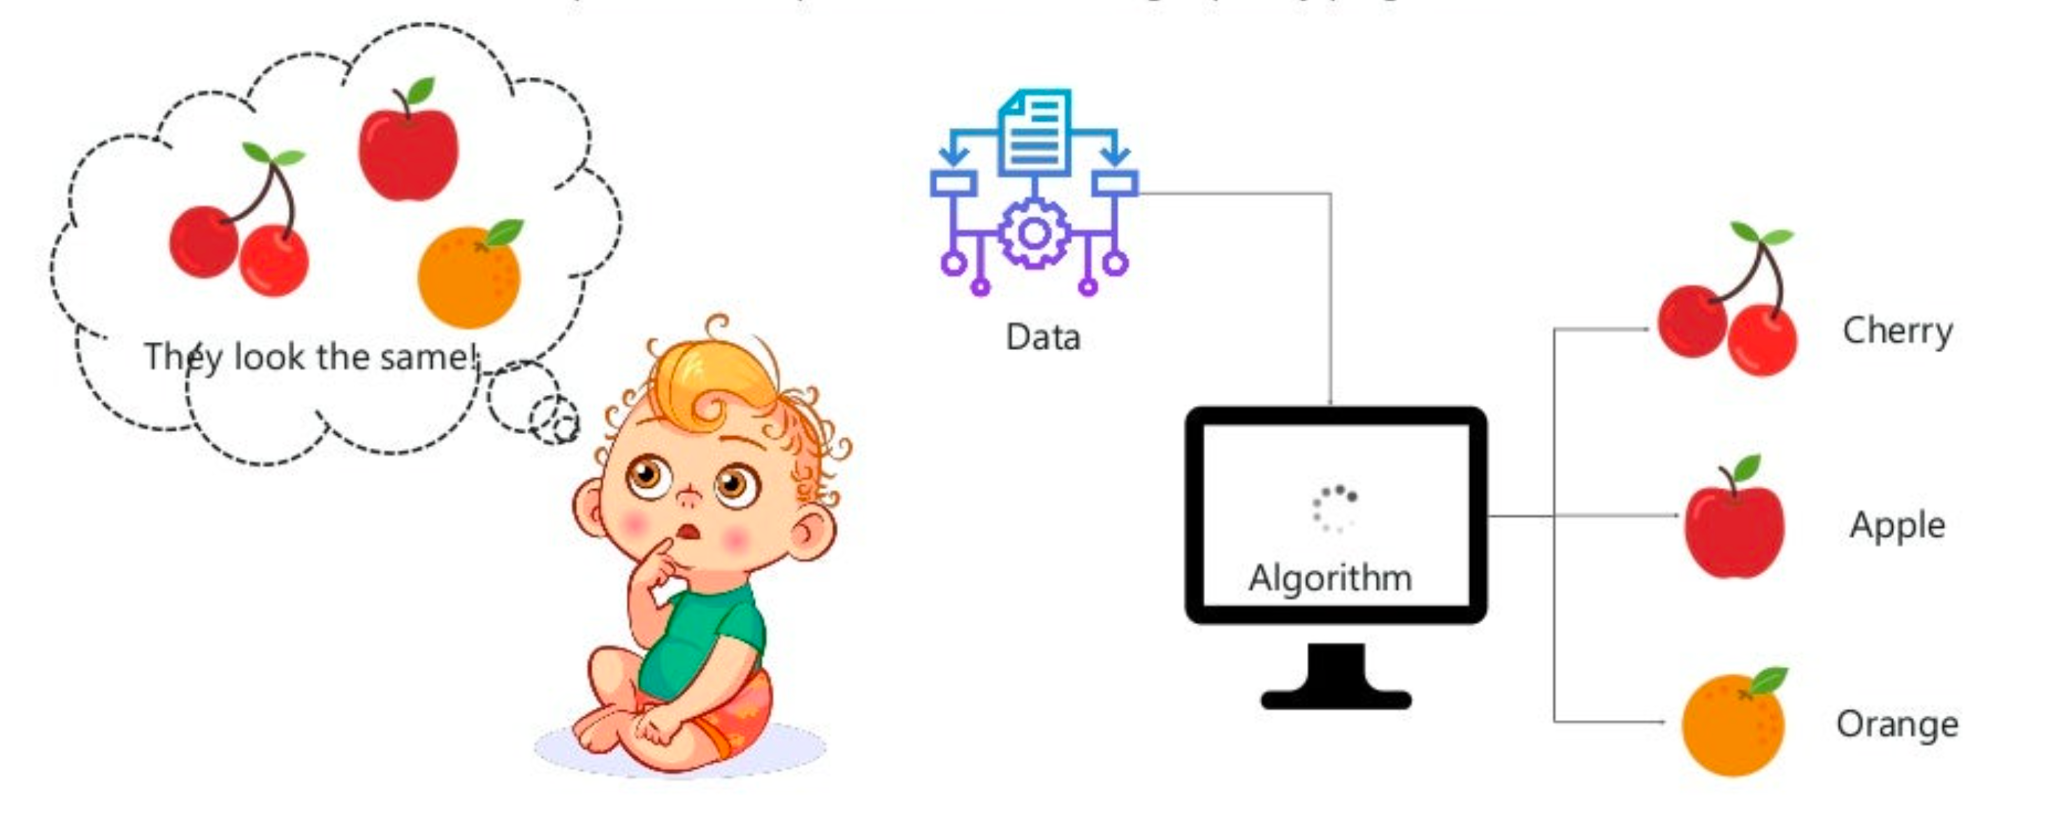 They look the same!
Data
Algorithm
Cherry
Apple
Orange